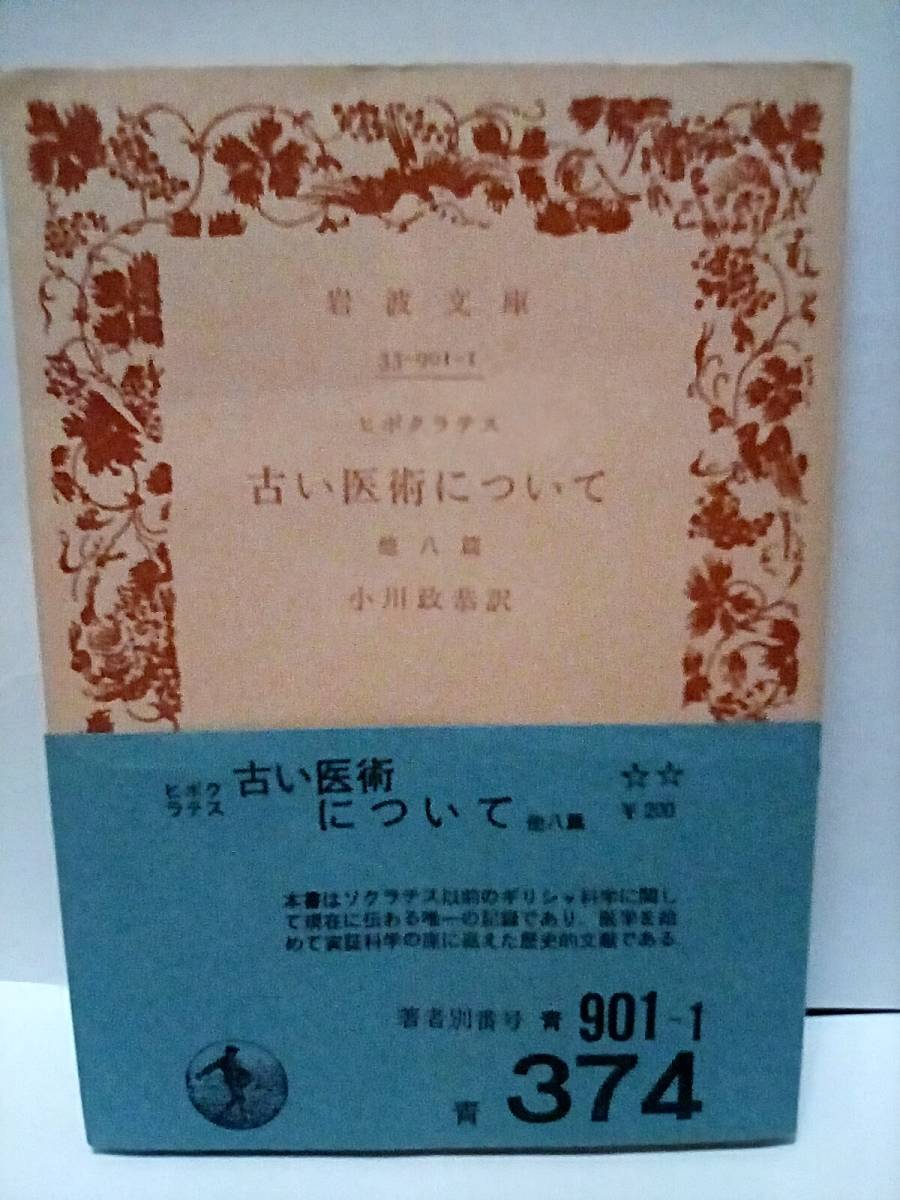 岩波文庫
33-901-1
ヒポクラテス
古い医術について
他八篇
小川政恭訳
ヒポク
ラテス
古い医術
について 他八篇
☆☆
¥200
本書はソクラテス以前のギリシャ科学に関し
て現在に伝わる唯一の記録であり、医学を始
めて実証科学の座に据えた歴史的文献である
著者別番号 青 901-1
青 374